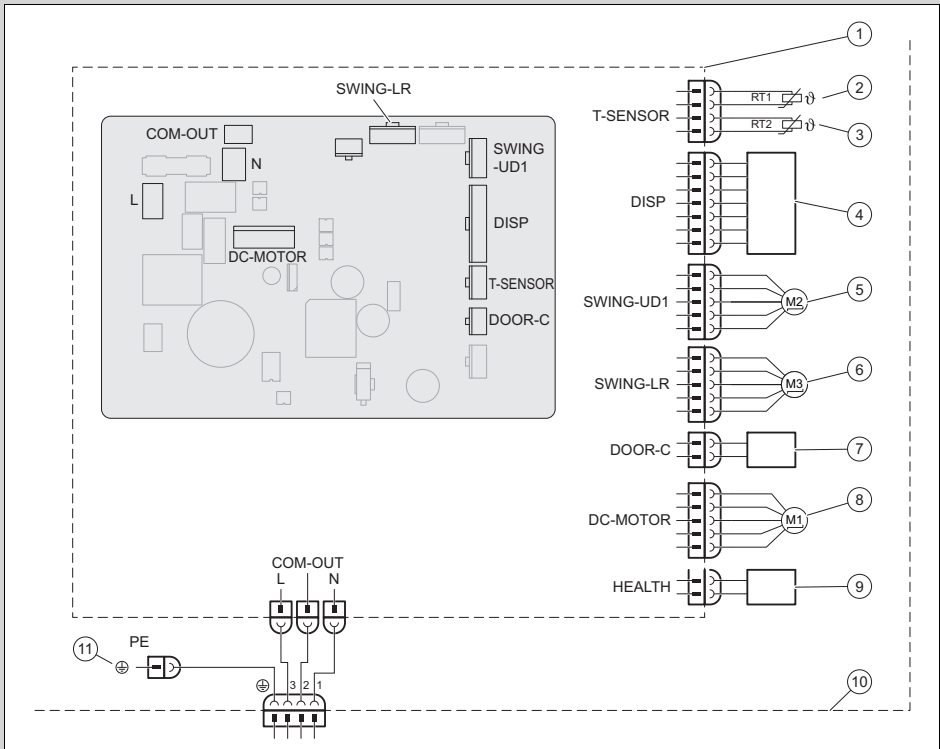 1
SWING-LR
RT1 ϑ 2
T-SENSOR
RT2 ϑ 3
COM-OUT
SWING
-UD1
N
L
DISP
DISP 4
DC-MOTOR
T-SENSOR
SWING-UD1 M2 5
DOOR-C
SWING-LR M3 6
DOOR-C 7
DC-MOTOR M1 8
COM-OUT
L N
HEALTH 9
PE
11
3 2 1
10